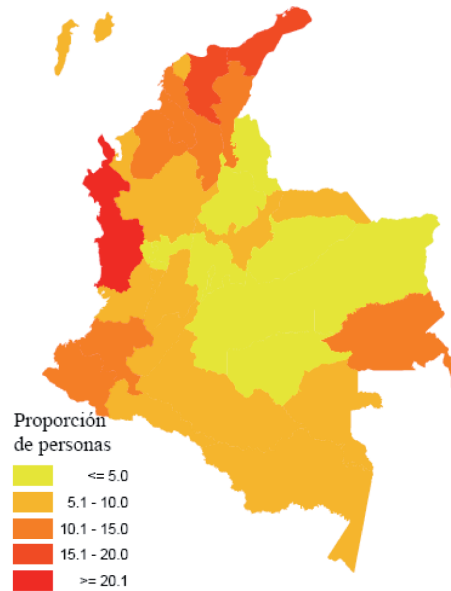 Proporción
de personas
<= 5.0
5.1 - 10.0
10.1 - 15.0
15.1 - 20.0
>= 20.1